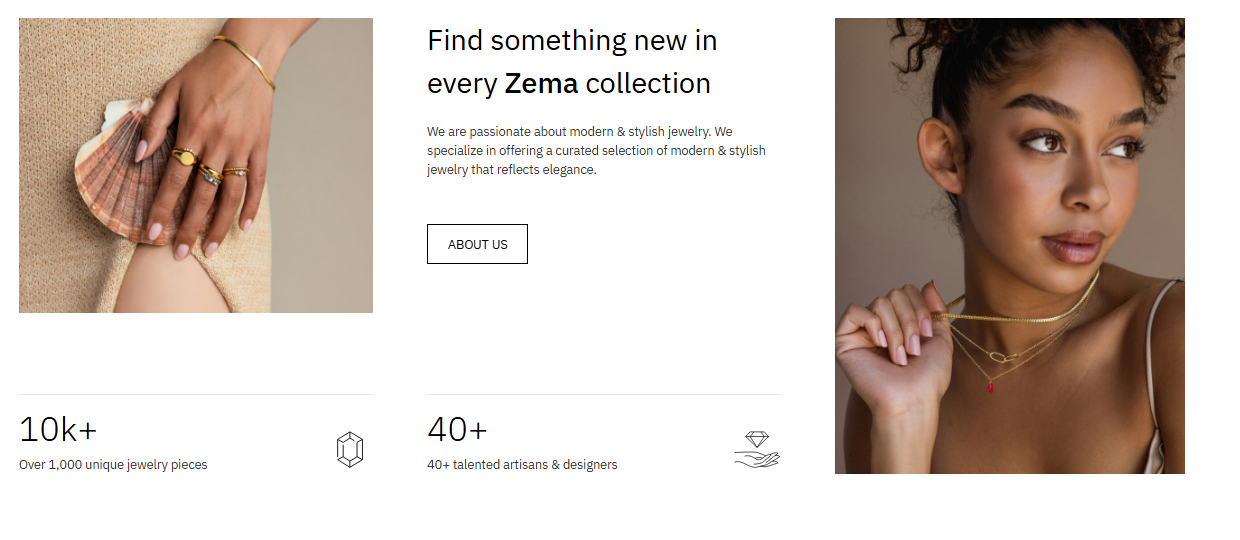 Find something new in
every Zema collection
We are passionate about modern & stylish jewelry. We
specialize in offering a curated selection of modern & stylish
jewelry that reflects elegance.
ABOUT US
10k+
Over 1,000 unique jewelry pieces
40+
40+ talented artisans & designers